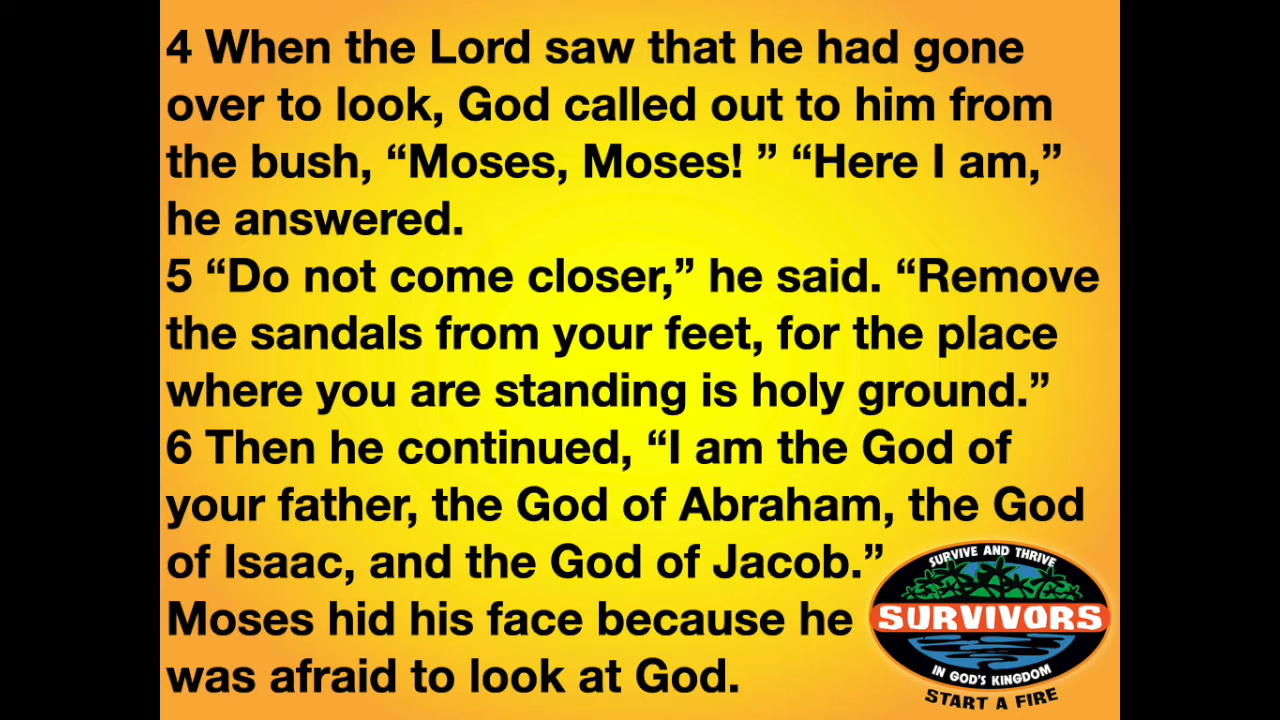 4 When the Lord saw that he had gone
over to look, God called out to him from
the bush, “Moses, Moses! ” “Here I am,”
he answered.
5 “Do not come closer,” he said. “Remove
the sandals from your feet, for the place
where you are standing is holy ground.”
6 Then he continued, “I am the God of
your father, the God of Abraham, the God
of Isaac, and the God of Jacob.”
Moses hid his face because he
was afraid to look at God.
SURVIVE AND THRIVE
SURVIVORS
IN GOD'S KINGDOM
START A FIRE